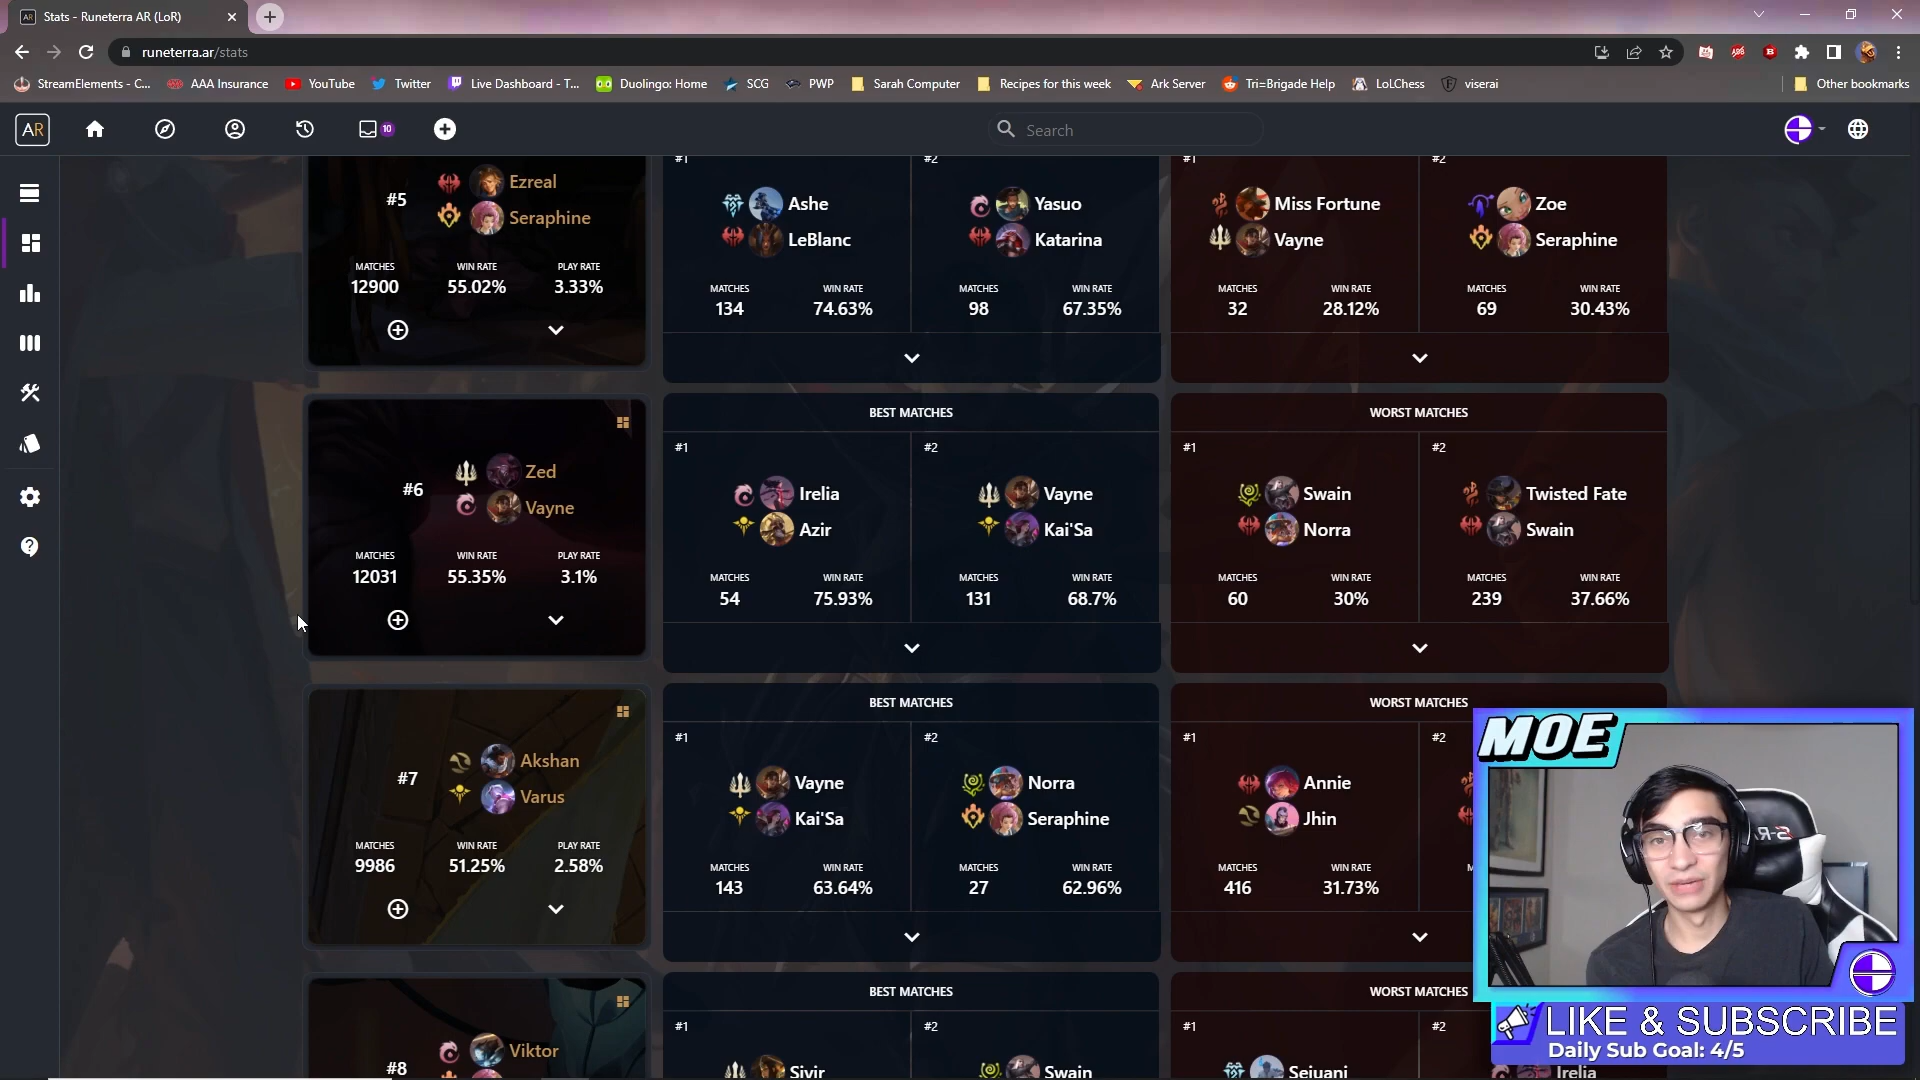 Stats - Runeterra AR (LoR)
runeterra.ar/stats
StreamElements - C... AAA Insurance YouTube Twitter Live Dashboard - T... Duolingo: Home SCG PWP Sarah Computer Recipes for this week Ark Server Tri=Brigade Help LoLChess viserai Other bookmarks
AR 10 Search
#5 Ezreal Seraphine
MATCHES WIN RATE PLAY RATE
12900 55.02% 3.33%
#1 Ashe LeBlanc
MATCHES WIN RATE
134 74.63%
#2 Yasuo Katarina
MATCHES WIN RATE
98 67.35%
#1 Miss Fortune Vayne
MATCHES WIN RATE
32 28.12%
#2 Zoe Seraphine
MATCHES WIN RATE
69 30.43%
#6 Zed Vayne
MATCHES WIN RATE PLAY RATE
12031 55.35% 3.1%
BEST MATCHES
#1 Irelia Azir
MATCHES WIN RATE
54 75.93%
#2 Vayne Kai'Sa
MATCHES WIN RATE
131 68.7%
WORST MATCHES
#1 Swain Norra
MATCHES WIN RATE
60 30%
#2 Twisted Fate Swain
MATCHES WIN RATE
239 37.66%
#7 Akshan Varus
MATCHES WIN RATE PLAY RATE
9986 51.25% 2.58%
BEST MATCHES
#1 Vayne Kai'Sa
MATCHES WIN RATE
143 63.64%
#2 Norra Seraphine
MATCHES WIN RATE
27 62.96%
WORST MATCHES
#1 Annie Jhin
MATCHES WIN RATE
416 31.73%
#2
#8 Viktor
BEST MATCHES
#1 Sivir
#2 Swain
WORST MATCHES
#1 Sejuani
#2 Irelia
MOE
LIKE & SUBSCRIBE
Daily Sub Goal: 4/5